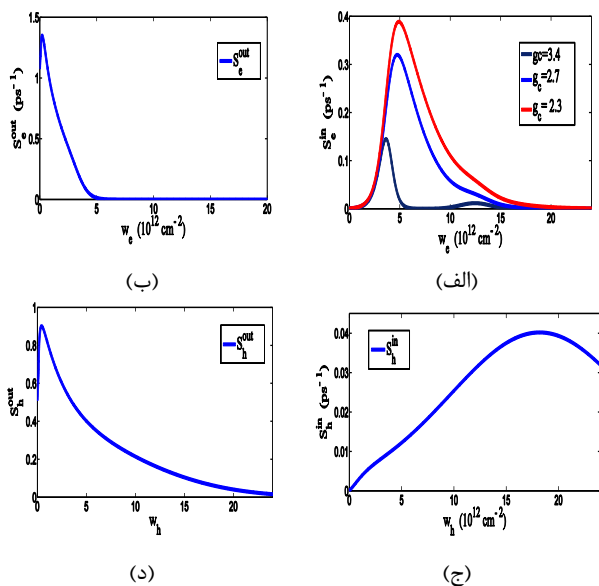 S_e^out (ps^-1)
1.5
1
0.5
0
S_e^out
0 5 10 15 20
w_e (10^12 cm^-2)
(ب)
S_e^in (ps^-1)
0.4
0.3
0.2
0.1
0
gc=3.4
g_c=2.7
g_c= 2.3
0 5 10 15 20
w_e (10^12 cm^-2)
(الف)
S_h^out
1
0.8
0.6
0.4
0.2
0
S_h^out
0 5 10 15 20
w_h
(د)
S_h^in (ps^-1)
0.04
0.03
0.02
0.01
0
S_h^in
0 5 10 15 20
w_h (10^12 cm^-2)
(ج)